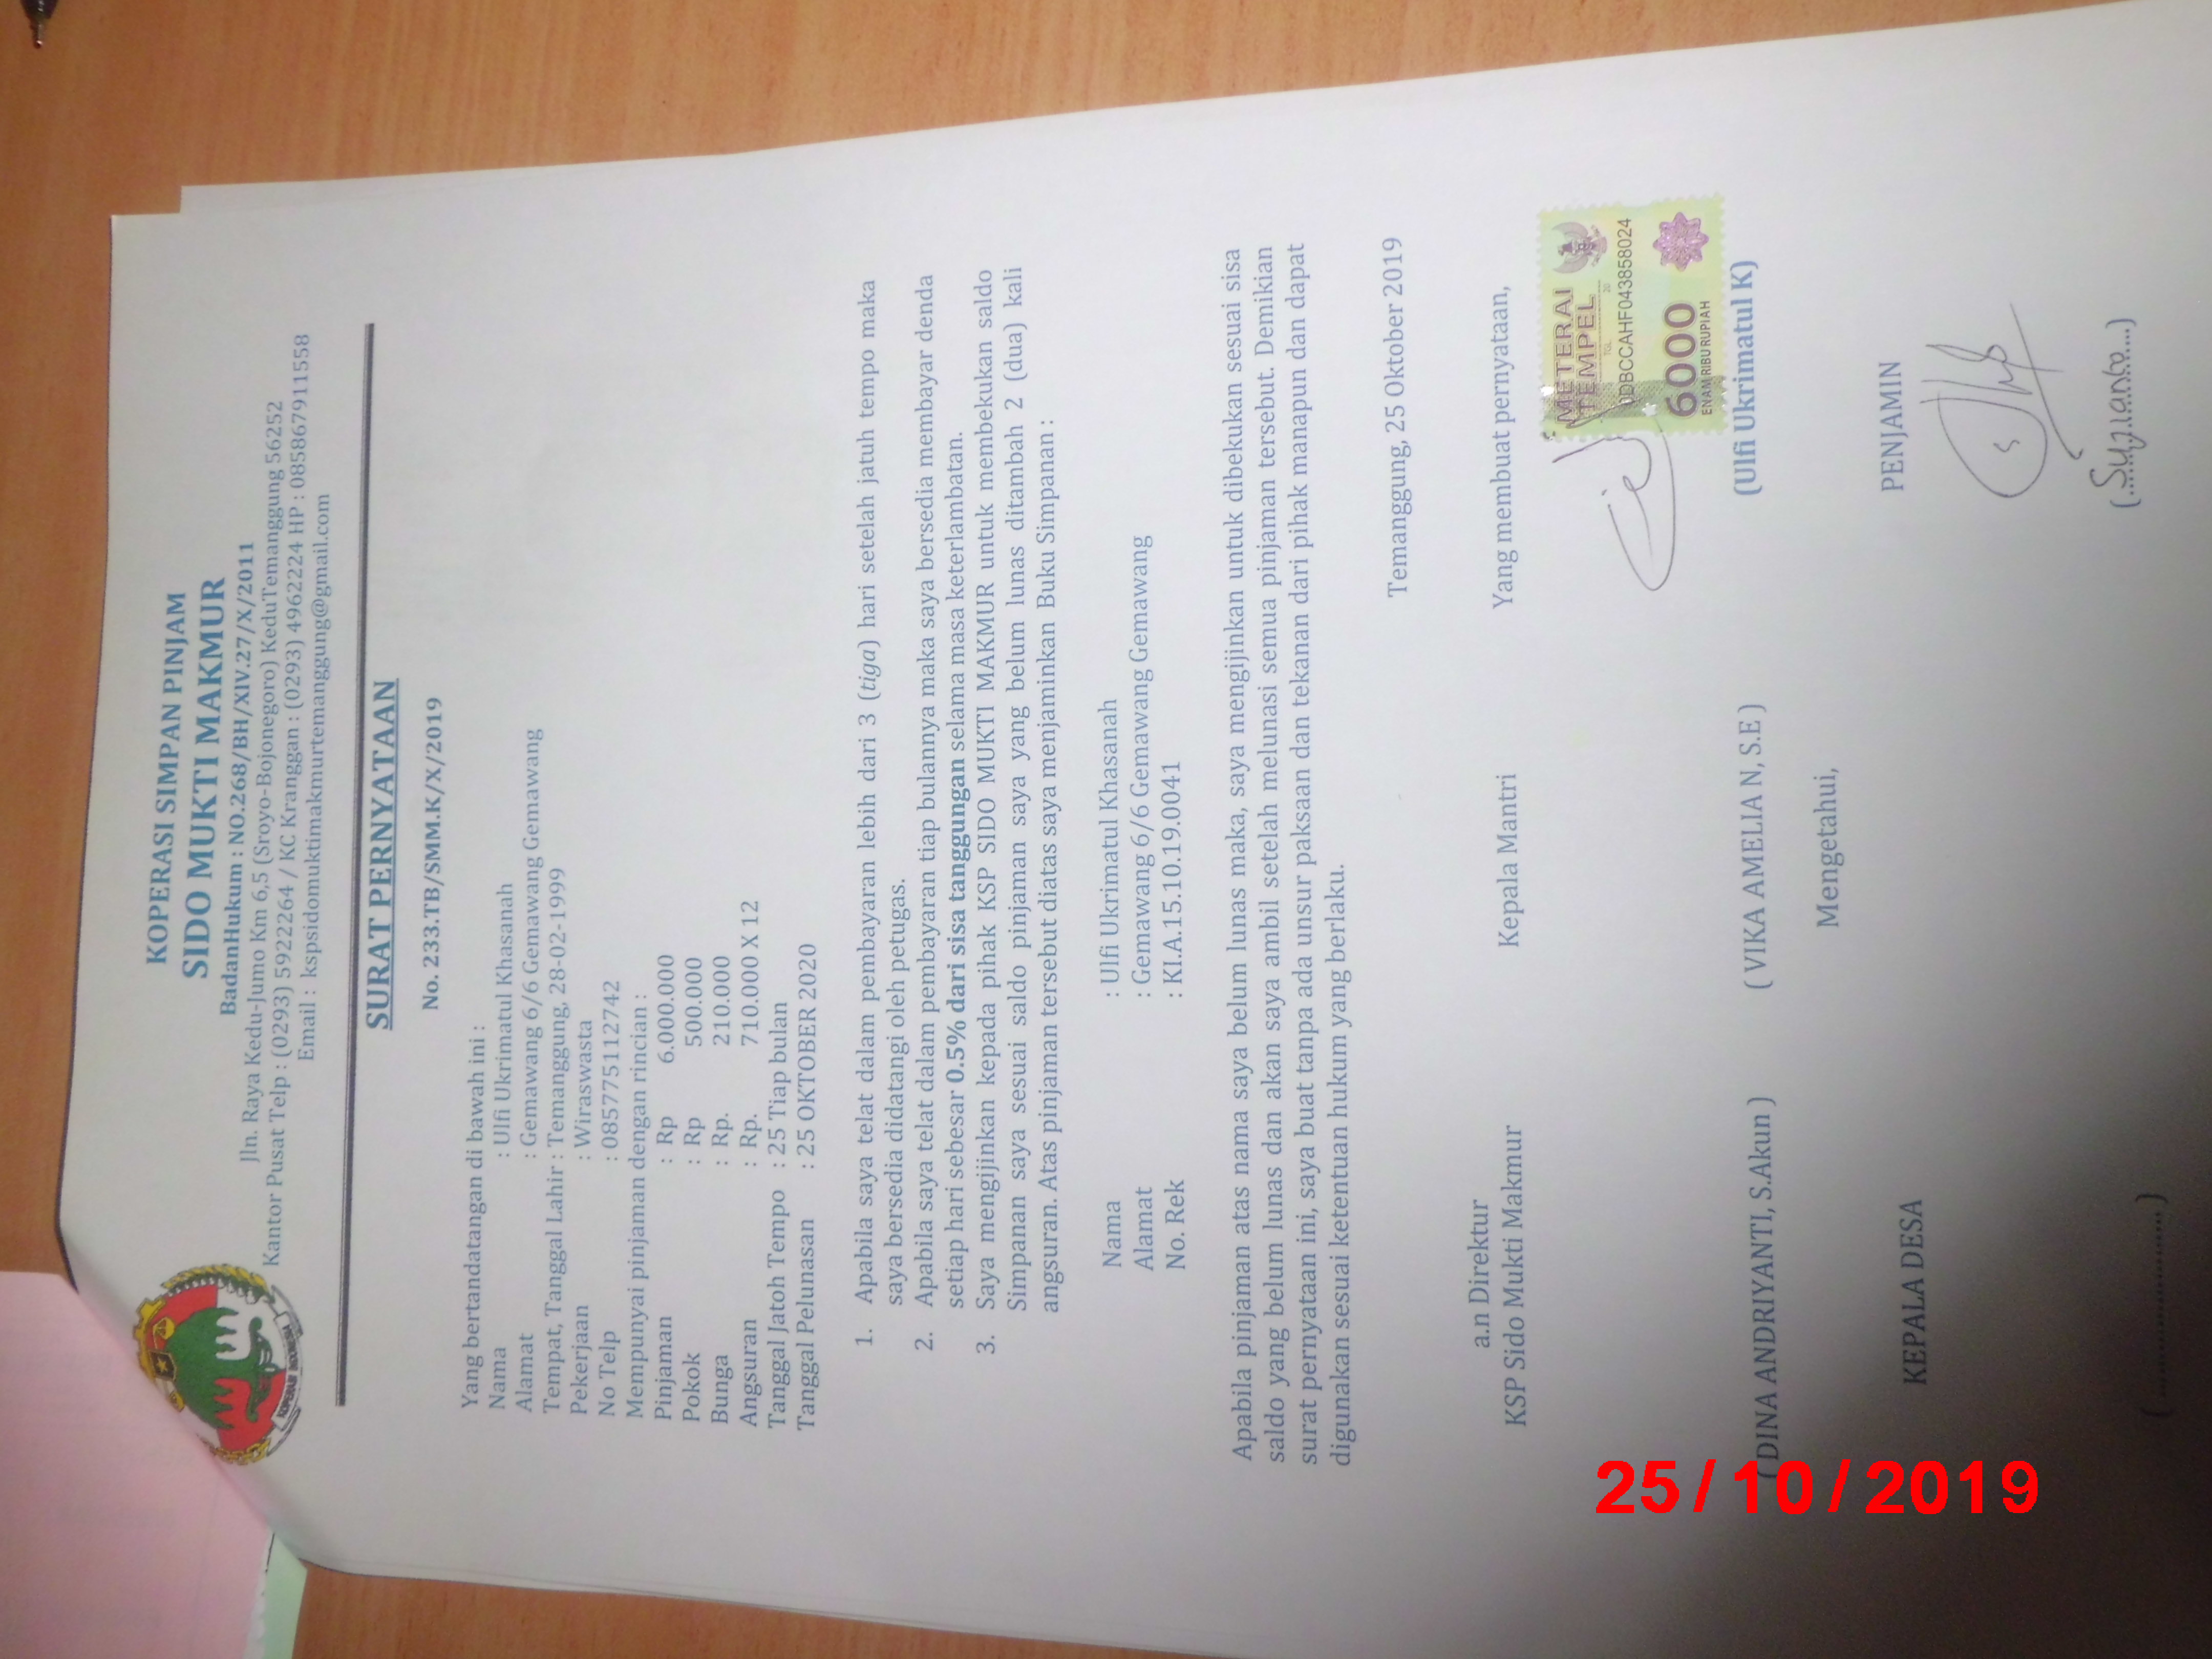 KOPERASI SIMPAN PINJAM
SIDO MUKTI MAKMUR
BadanHukum : NO.268/BH/XIV.27/X/2011
Jln. Raya Kedu-Jumo Km 6,5 (Sroyo-Bojonegoro) KeduTemanggung 56252
Kantor Pusat Telp : (0293) 5922264 / KC Kranggan : (0293) 4962224 HP : 085867911558
Email : kspsidomuktimakmurtemanggung@gmail.com
KOPERASI INDONESIA
SURAT PERNYATAAN
No. 233.TB/SMM.K/X/2019
Yang bertandatangan di bawah ini :
Nama : Ulfi Ukrimatul Khasanah
Alamat : Gemawang 6/6 Gemawang Gemawang
Tempat, Tanggal Lahir : Temanggung, 28-02-1999
Pekerjaan : Wiraswasta
No Telp : 085775112742
Mempunyai pinjaman dengan rincian :
Pinjaman : Rp 6.000.000
Pokok : Rp 500.000
Bunga : Rp. 210.000
Angsuran : Rp. 710.000 X 12
Tanggal Jatoh Tempo : 25 Tiap bulan
Tanggal Pelunasan : 25 OKTOBER 2020
1. Apabila saya telat dalam pembayaran lebih dari 3 (tiga) hari setelah jatuh tempo maka
saya bersedia didatangi oleh petugas.
2. Apabila saya telat dalam pembayaran tiap bulannya maka saya bersedia membayar denda
setiap hari sebesar 0.5% dari sisa tanggungan selama masa keterlambatan.
3. Saya mengijinkan kepada pihak KSP SIDO MUKTI MAKMUR untuk membekukan saldo
Simpanan saya sesuai saldo pinjaman saya yang belum lunas ditambah 2 (dua) kali
angsuran. Atas pinjaman tersebut diatas saya menjaminkan Buku Simpanan :
Nama : Ulfi Ukrimatul Khasanah
Alamat : Gemawang 6/6 Gemawang Gemawang
No. Rek : KI.A.15.10.19.0041
Apabila pinjaman atas nama saya belum lunas maka, saya mengijinkan untuk dibekukan sesuai sisa
saldo yang belum lunas dan akan saya ambil setelah melunasi semua pinjaman tersebut. Demikian
surat pernyataan ini, saya buat tanpa ada unsur paksaan dan tekanan dari pihak manapun dan dapat
digunakan sesuai ketentuan hukum yang berlaku.
Temanggung, 25 Oktober 2019
a.n Direktur
KSP Sido Mukti Makmur Kepala Mantri Yang membuat pernyataan,
METERAI
TEMPEL
TGL 20
DDBCCAHF043858024
6000
ENAM RIBU RUPIAH
( DINA ANDRIYANTI, S.Akun ) ( VIKA AMELIA N, S.E ) (Ulfi Ukrimatul K)
Mengetahui,
KEPALA DESA PENJAMIN
(....................) (..Suyanto..)
25/10/2019